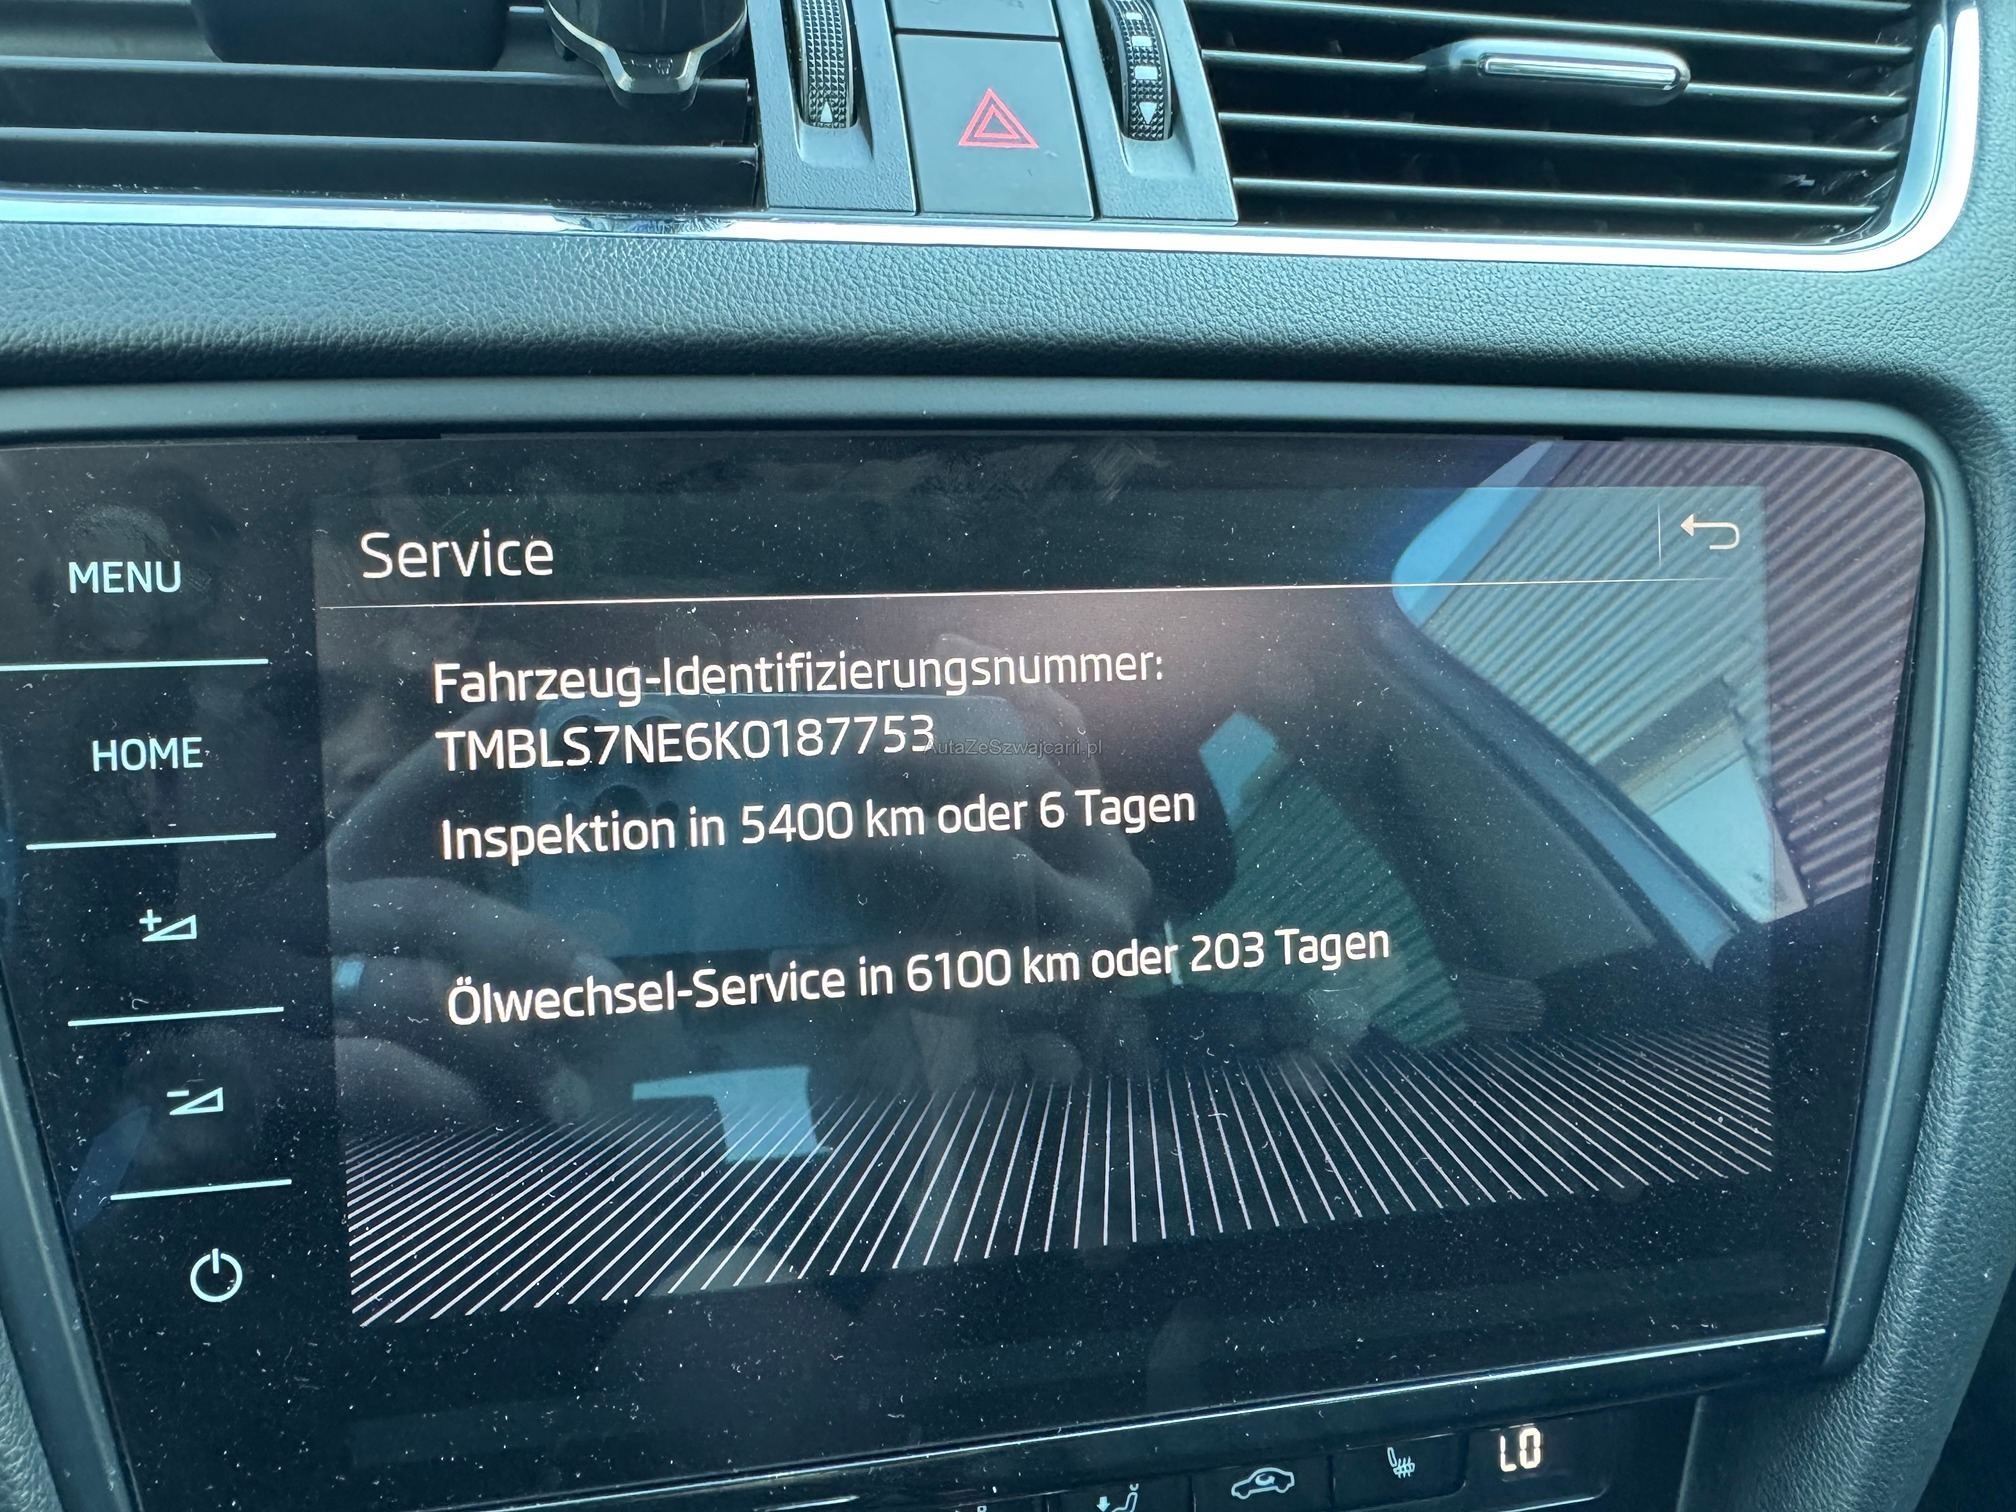 Service
MENU
Fahrzeug-Identifizierungsnummer:
TMBLS7NE6K0187753
AutaZeSzwajcarii.pl
HOME
Inspektion in 5400 km oder 6 Tagen
Ölwechsel-Service in 6100 km oder 203 Tagen
LO